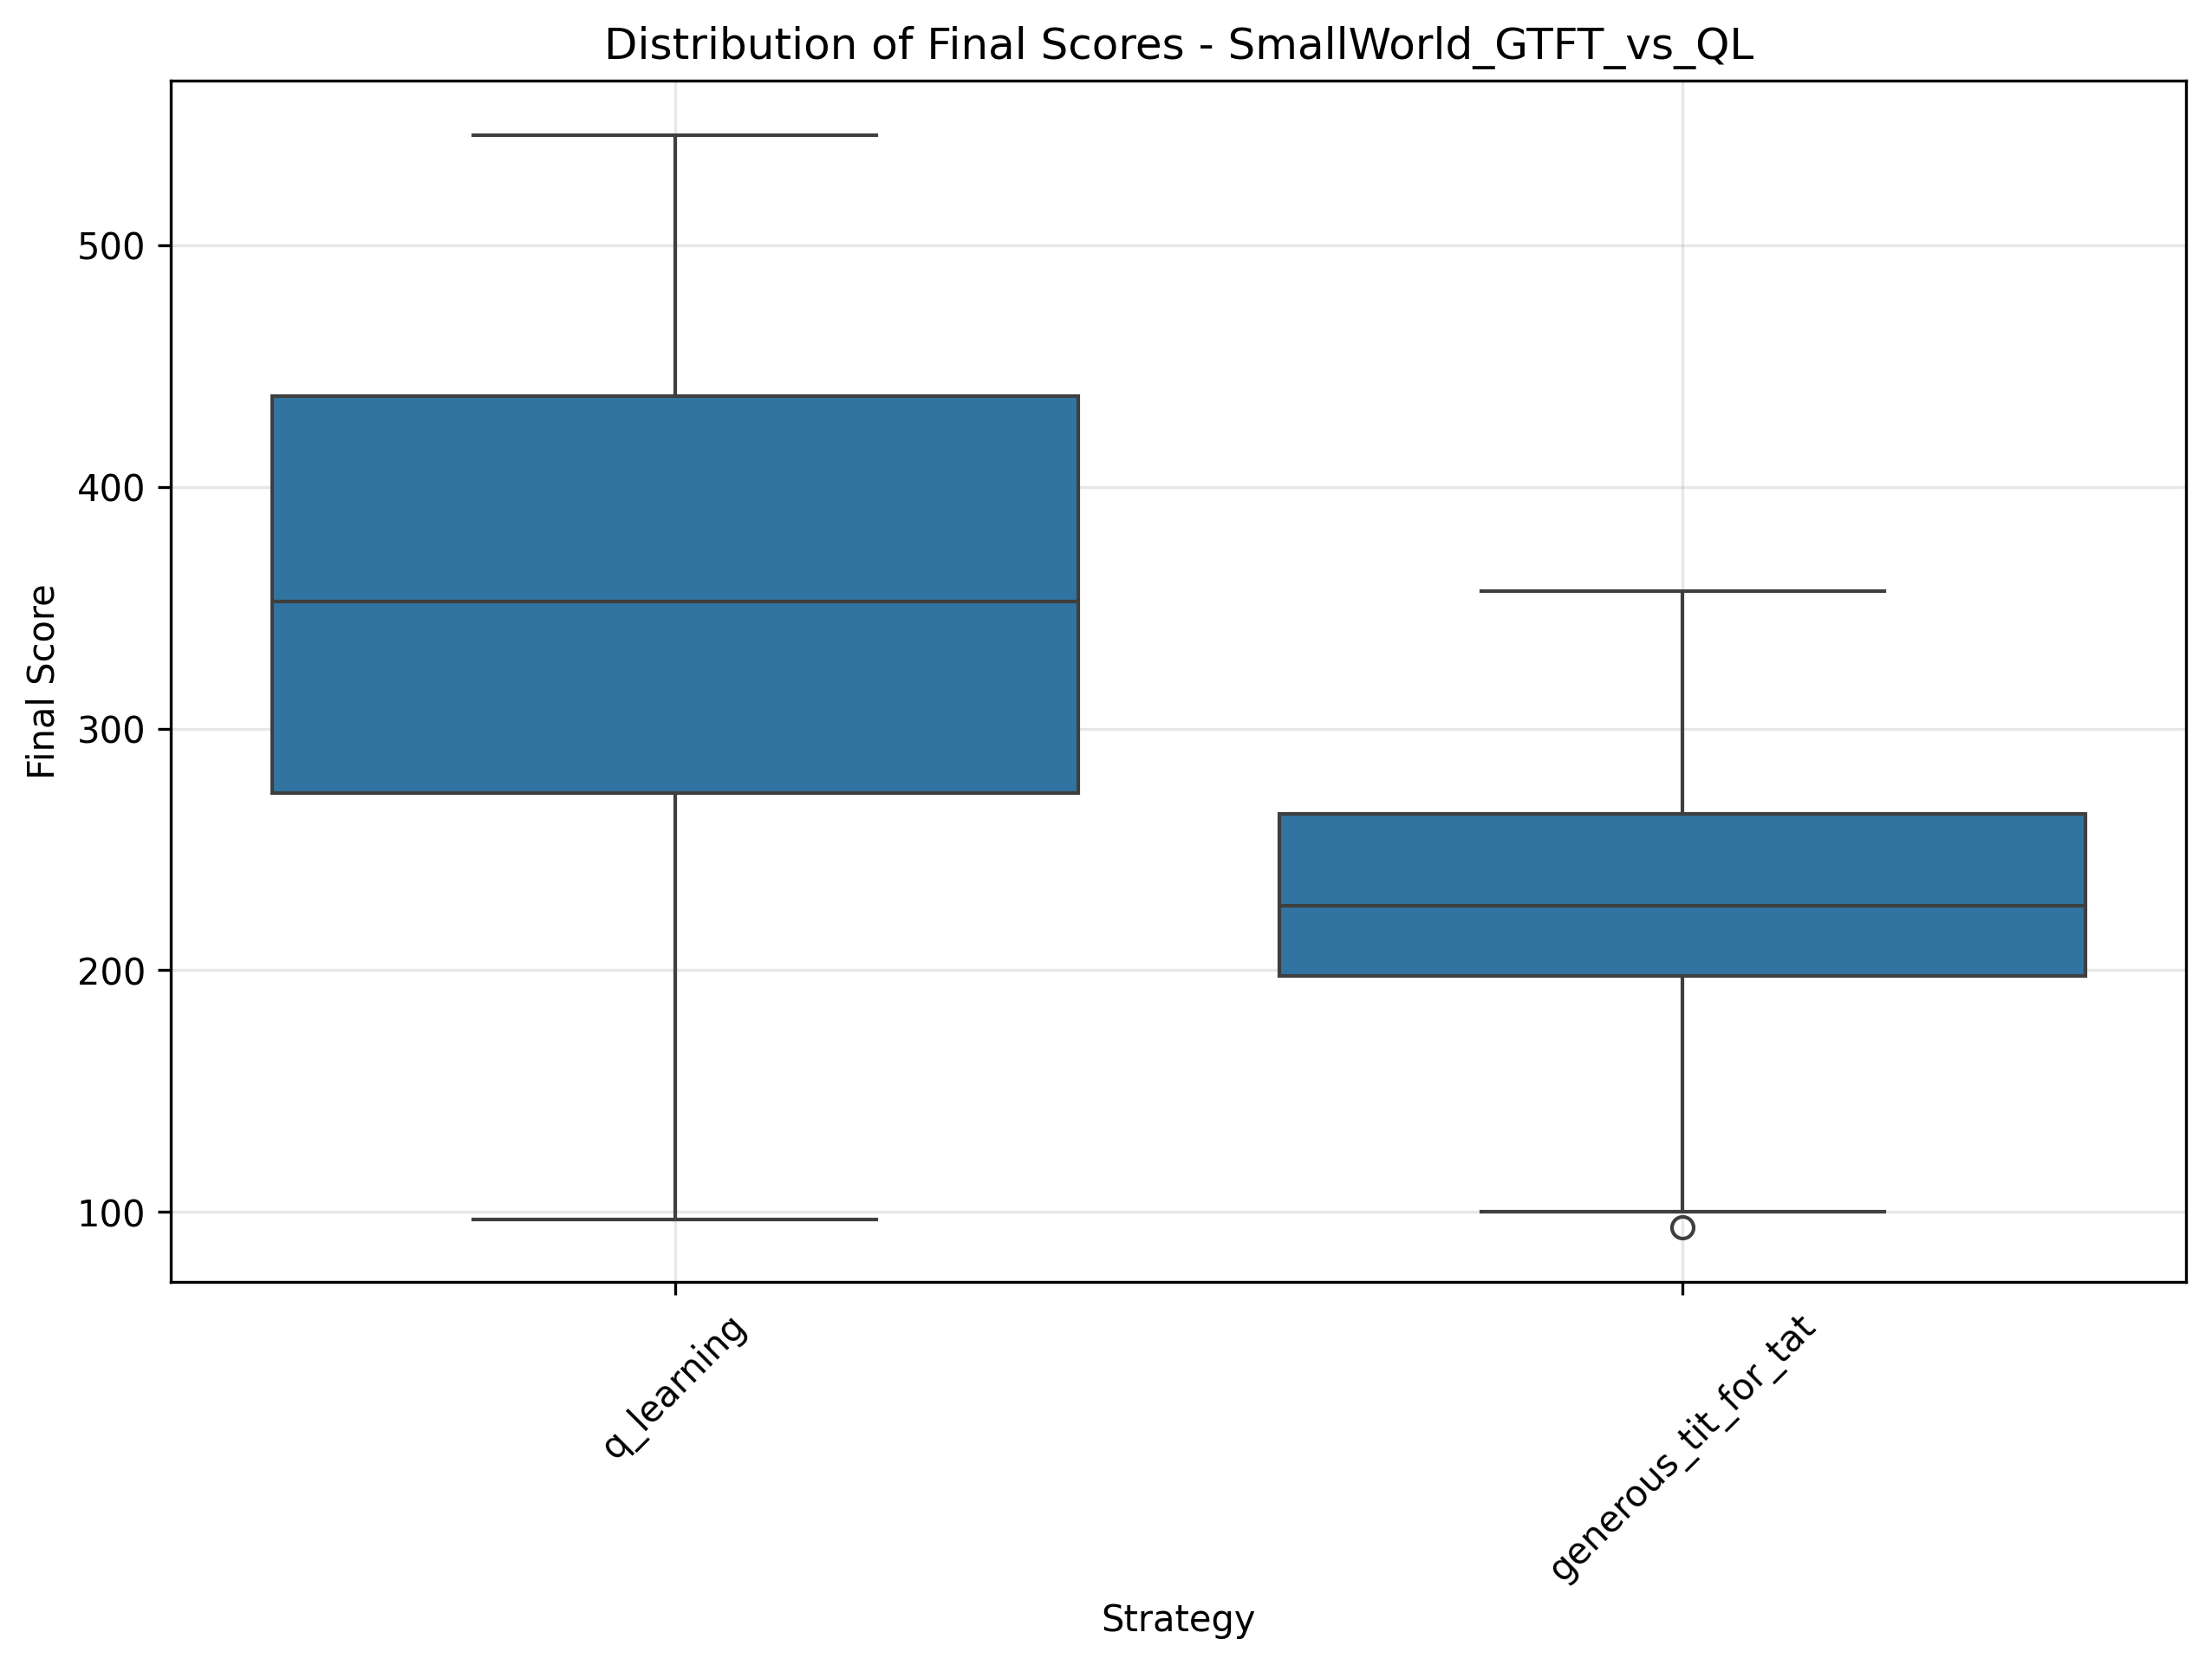 Distribution of Final Scores - SmallWorld_GTFT_vs_QL
Final Score
500
400
300
200
100
q_learning
generous_tit_for_tat
Strategy